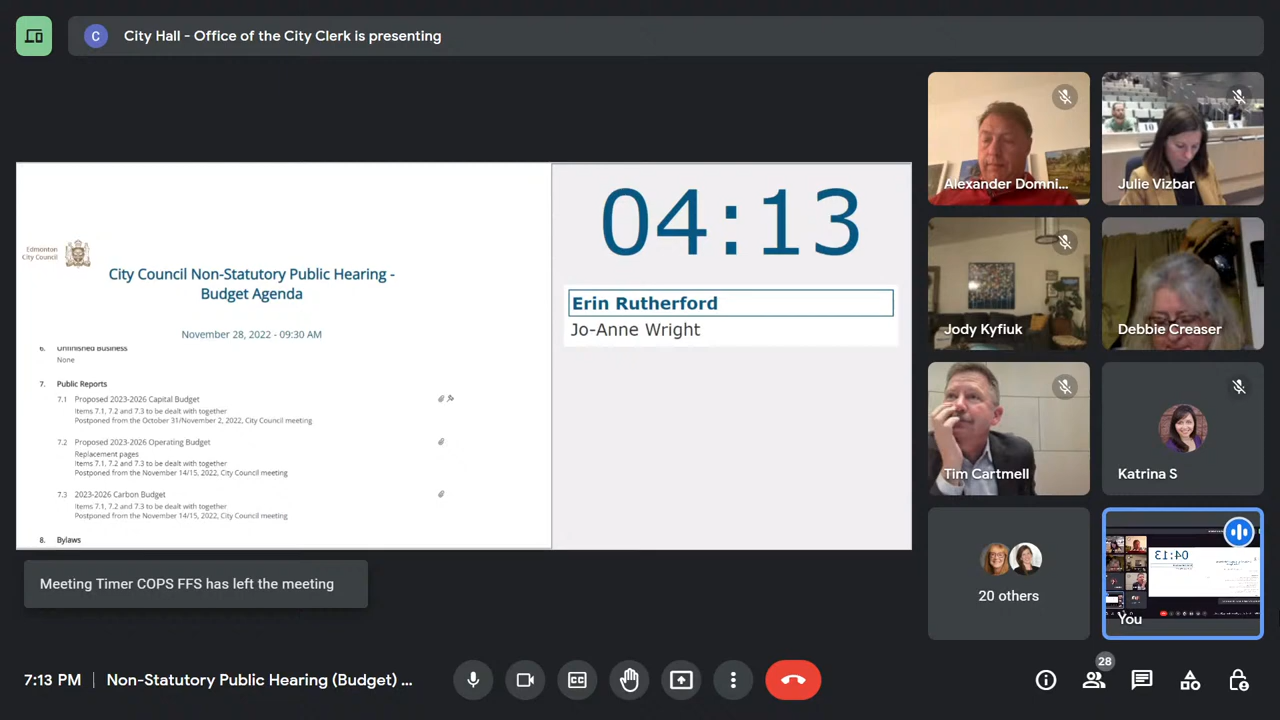 C
City Hall - Office of the City Clerk is presenting
Edmonton
City Council
City Council Non-Statutory Public Hearing -
Budget Agenda
November 28, 2022 - 09:30 AM
6. Unfinished Business
None
7. Public Reports
7.1 Proposed 2023-2026 Capital Budget
Items 7.1, 7.2 and 7.3 to be dealt with together
Postponed from the October 31/November 2, 2022, City Council meeting
7.2 Proposed 2023-2026 Operating Budget
Replacement pages
Items 7.1, 7.2 and 7.3 to be dealt with together
Postponed from the November 14/15, 2022, City Council meeting
7.3 2023-2026 Carbon Budget
Items 7.1, 7.2 and 7.3 to be dealt with together
Postponed from the November 14/15, 2022, City Council meeting
8. Bylaws
04:13
Erin Rutherford
Jo-Anne Wright
Alexander Domni...
Julie Vizbar
10
Jody Kyfiuk
Debbie Creaser
Tim Cartmell
Katrina S
20 others
04:13
You
Meeting Timer COPS FFS has left the meeting
7:13 PM
Non-Statutory Public Hearing (Budget) ...
28